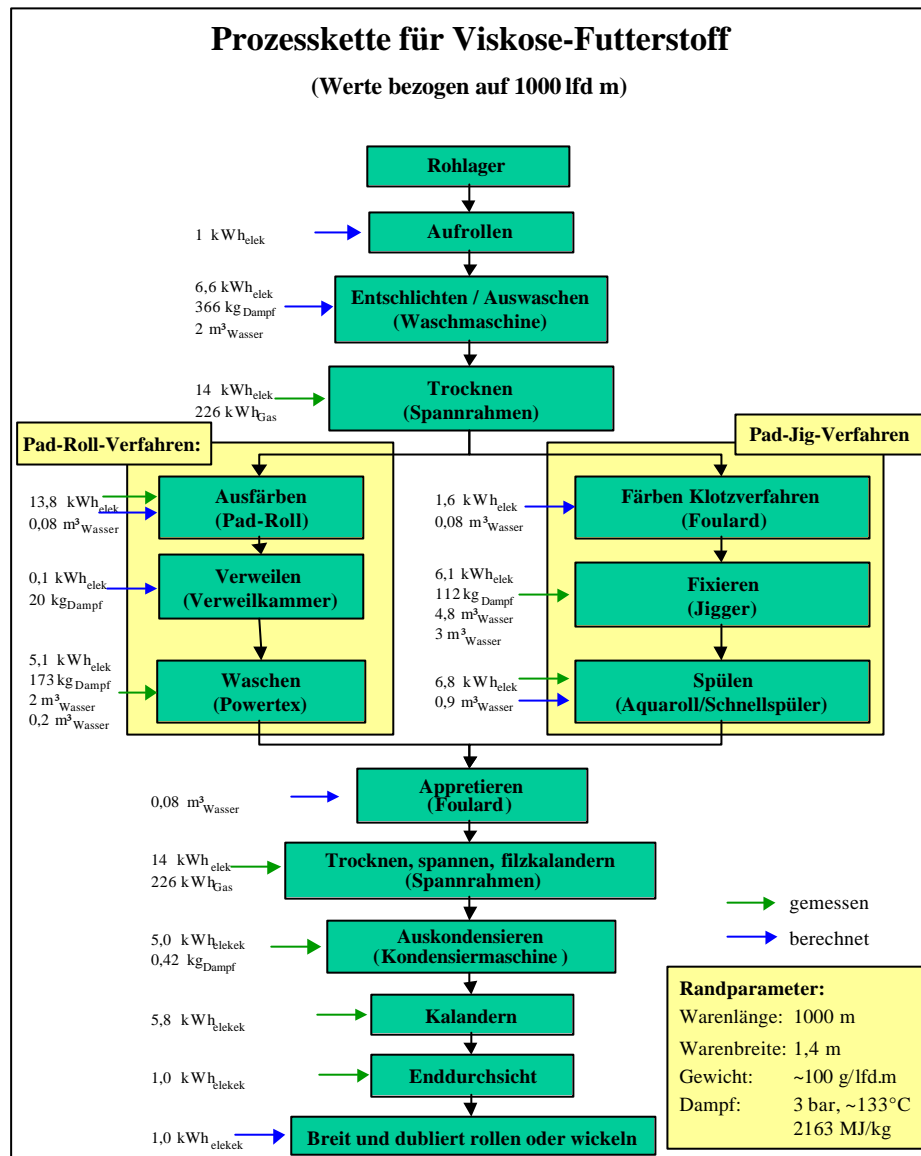 Prozesskette für Viskose-Futterstoff
(Werte bezogen auf 1000 lfd m)
Rohlager
1 kWh elek
Aufrollen
6,6 kWh elek
366 kg Dampf
2 m³ Wasser
Entschlichten / Auswaschen
(Waschmaschine)
14 kWh elek
226 kWh Gas
Trocknen
(Spannrahmen)
Pad-Roll-Verfahren:
13,8 kWh elek
0,08 m³ Wasser
Ausfärben
(Pad-Roll)
0,1 kWh elek
20 kg Dampf
Verweilen
(Verweilkammer)
5,1 kWh elek
173 kg Dampf
2 m³ Wasser
0,2 m³ Wasser
Waschen
(Powertex)
Pad-Jig-Verfahren
1,6 kWh elek
0,08 m³ Wasser
Färben Klotzverfahren
(Foulard)
6,1 kWh elek
112 kg Dampf
4,8 m³ Wasser
3 m³ Wasser
Fixieren
(Jigger)
6,8 kWh elek
0,9 m³ Wasser
Spülen
(Aquaroll/Schnellspüler)
0,08 m³ Wasser
Appretieren
(Foulard)
14 kWh elek
226 kWh Gas
Trocknen, spannen, filzkalandern
(Spannrahmen)
5,0 kWh elekek
0,42 kg Dampf
Auskondensieren
(Kondensiermaschine )
5,8 kWh elekek
Kalandern
1,0 kWh elekek
Enddurchsicht
1,0 kWh elekek
Breit und dubliert rollen oder wickeln
gemessen
berechnet
Randparameter:
Warenlänge: 1000 m
Warenbreite: 1,4 m
Gewicht: ~100 g/lfd.m
Dampf: 3 bar, ~133°C
2163 MJ/kg